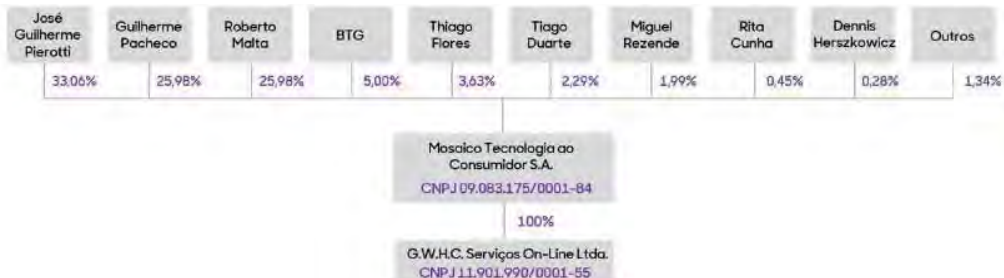 José
Guilherme
Pierotti
Guilherme
Pacheco
Roberto
Malta
BTG
Thiago
Flores
Tiago
Duarte
Miguel
Rezende
Rita
Cunha
Dennis
Herszkowicz
Outros
33,06%
25,98%
25,98%
5,00%
3,63%
2,29%
1,99%
0,45%
0,28%
1,34%
Mosaico Tecnologia ao
Consumidor S.A.
CNPJ 09.083.175/0001-84
100%
G.W.H.C. Serviços On-Line Ltda.
CNPJ 11.901.990/0001-55